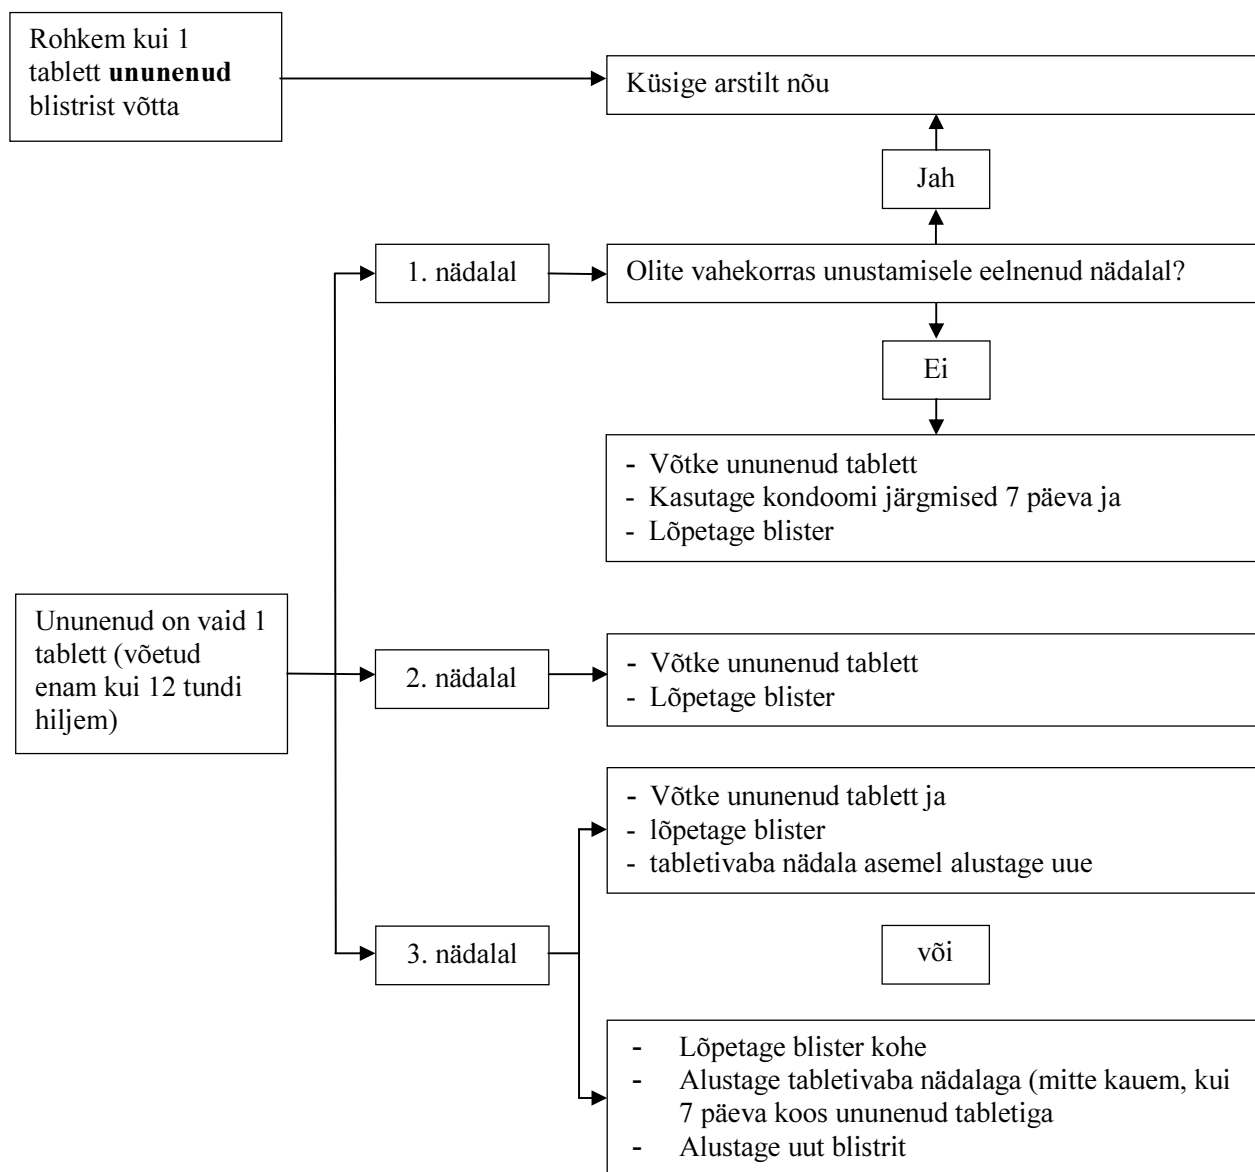 Rohkem kui 1
tablett ununenud
blistrist võtta
Küsige arstilt nõu
Jah
1. nädalal
Olite vahekorras unustamisele eelnenud nädalal?
Ei
- Võtke ununenud tablett
- Kasutage kondoomi järgmised 7 päeva ja
- Lõpetage blister
Ununenud on vaid 1
tablett (võetud
enam kui 12 tundi
hiljem)
2. nädalal
- Võtke ununenud tablett
- Lõpetage blister
- Võtke ununenud tablett ja
- lõpetage blister
- tabletivaba nädala asemel alustage uue
3. nädalal
või
- Lõpetage blister kohe
- Alustage tabletivaba nädalaga (mitte kauem, kui
7 päeva koos ununenud tabletiga
- Alustage uut blistrit